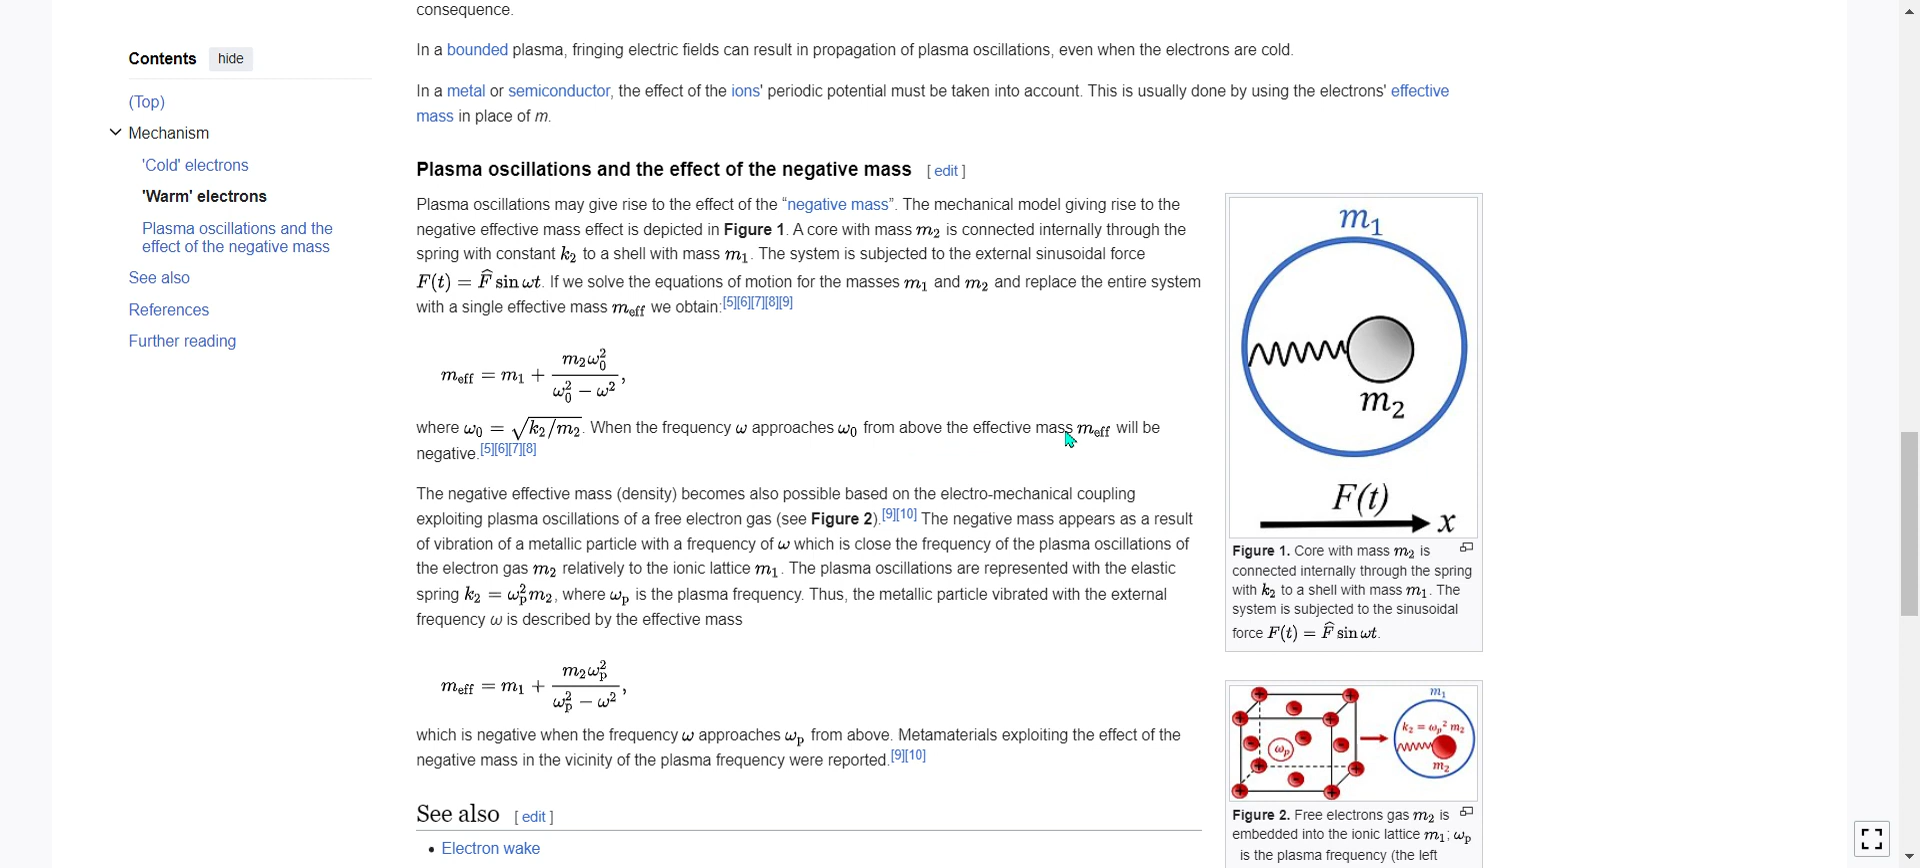 consequence.
Contents hide
(Top)
Mechanism
'Cold' electrons
'Warm' electrons
Plasma oscillations and the
effect of the negative mass
See also
References
Further reading
In a bounded plasma, fringing electric fields can result in propagation of plasma oscillations, even when the electrons are cold.
In a metal or semiconductor, the effect of the ions' periodic potential must be taken into account. This is usually done by using the electrons' effective
mass in place of m.
Plasma oscillations and the effect of the negative mass [ edit ]
Plasma oscillations may give rise to the effect of the “negative mass”. The mechanical model giving rise to the
negative effective mass effect is depicted in Figure 1. A core with mass m₂ is connected internally through the
spring with constant k₂ to a shell with mass m₁. The system is subjected to the external sinusoidal force
F(t) = F̂ sin ωt. If we solve the equations of motion for the masses m₁ and m₂ and replace the entire system
with a single effective mass m_eff we obtain:[5][6][7][8][9]
m_eff = m₁ + m₂ω₀² / (ω₀² − ω²),
where ω₀ = √(k₂/m₂). When the frequency ω approaches ω₀ from above the effective mass m_eff will be
negative.[5][6][7][8]
The negative effective mass (density) becomes also possible based on the electro-mechanical coupling
exploiting plasma oscillations of a free electron gas (see Figure 2).[9][10] The negative mass appears as a result
of vibration of a metallic particle with a frequency of ω which is close the frequency of the plasma oscillations of
the electron gas m₂ relatively to the ionic lattice m₁. The plasma oscillations are represented with the elastic
spring k₂ = ω_p²m₂, where ω_p is the plasma frequency. Thus, the metallic particle vibrated with the external
frequency ω is described by the effective mass
m_eff = m₁ + m₂ω_p² / (ω_p² − ω²),
which is negative when the frequency ω approaches ω_p from above. Metamaterials exploiting the effect of the
negative mass in the vicinity of the plasma frequency were reported.[9][10]
See also [ edit ]
• Electron wake
m₁
m₂
F(t)
x
Figure 1. Core with mass m₂ is
connected internally through the spring
with k₂ to a shell with mass m₁. The
system is subjected to the sinusoidal
force F(t) = F̂ sin ωt.
m₁
k₂ = ω_p² m₂
ω_p
m₂
Figure 2. Free electrons gas m₂ is
embedded into the ionic lattice m₁; ω_p
is the plasma frequency (the left